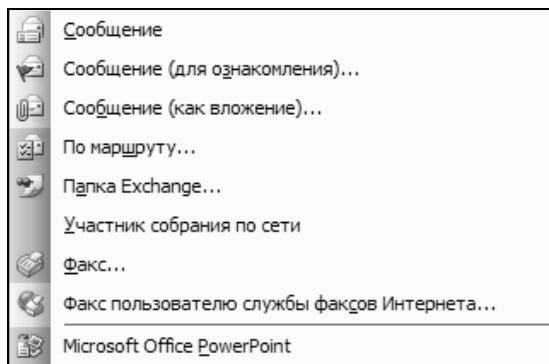 Сообщение
Сообщение (для ознакомления)...
Сообщение (как вложение)...
По маршруту...
Папка Exchange...
Участник собрания по сети
Факс...
Факс пользователю службы факсов Интернета...
Microsoft Office PowerPoint